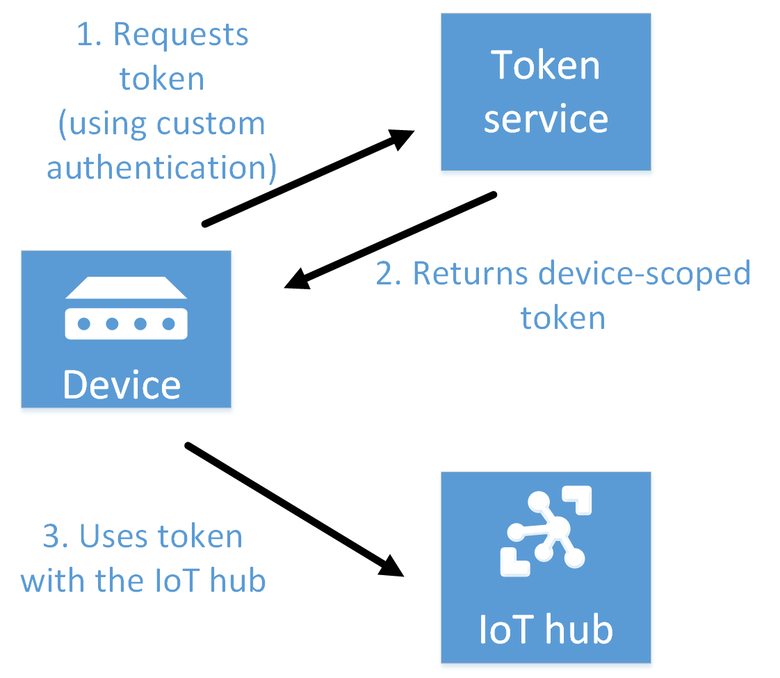 1. Requests
token
(using custom
authentication)
Token
service
2. Returns device-scoped
token
Device
3. Uses token
with the IoT hub
IoT hub